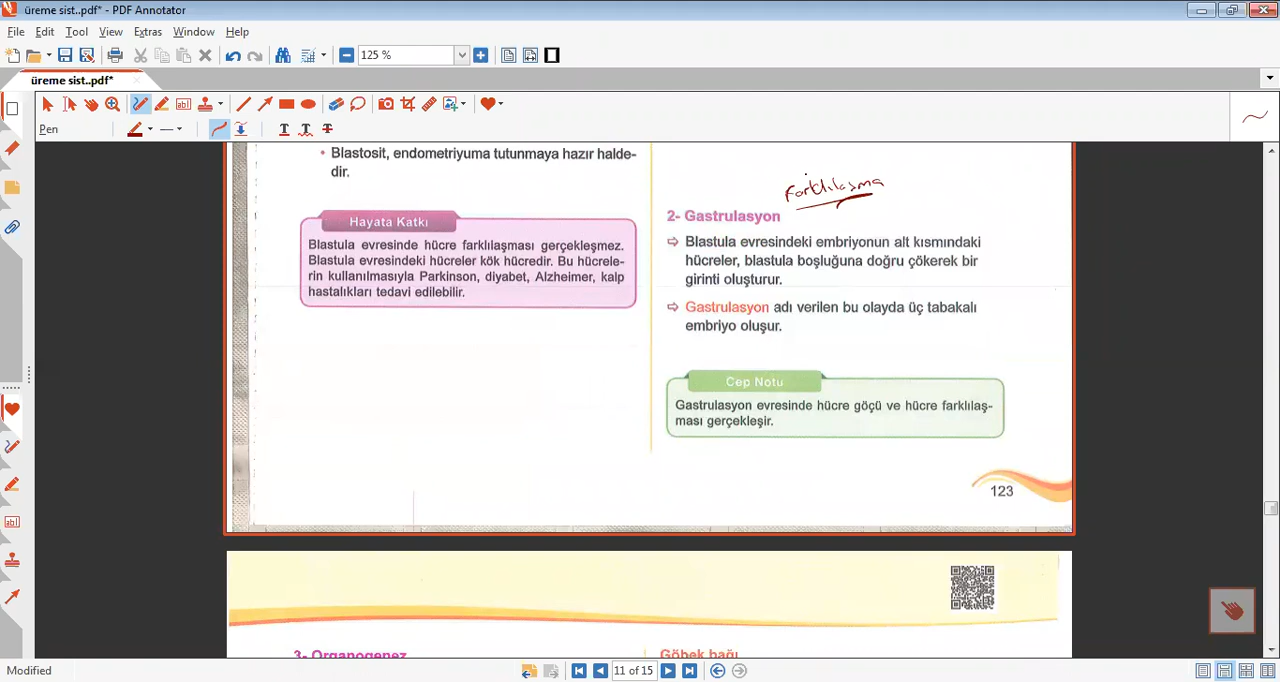 üreme sist..pdf* - PDF Annotator
File Edit Tool View Extras Window Help
125 %
üreme sist..pdf*
Pen
• Blastosit, endometriyuma tutunmaya hazır halde-
dir.
Hayata Katkı
Blastula evresinde hücre farklılaşması gerçekleşmez.
Blastula evresindeki hücreler kök hücredir. Bu hücrele-
rin kullanılmasıyla Parkinson, diyabet, Alzheimer, kalp
hastalıkları tedavi edilebilir.
Farklılaşma
2- Gastrulasyon
⇨ Blastula evresindeki embriyonun alt kısmındaki
hücreler, blastula boşluğuna doğru çökerek bir
girinti oluşturur.
⇨ Gastrulasyon adı verilen bu olayda üç tabakalı
embriyo oluşur.
Cep Notu
Gastrulasyon evresinde hücre göçü ve hücre farklılaş-
ması gerçekleşir.
123
3- Organogenez
Göbek bağı
Modified
11 of 15